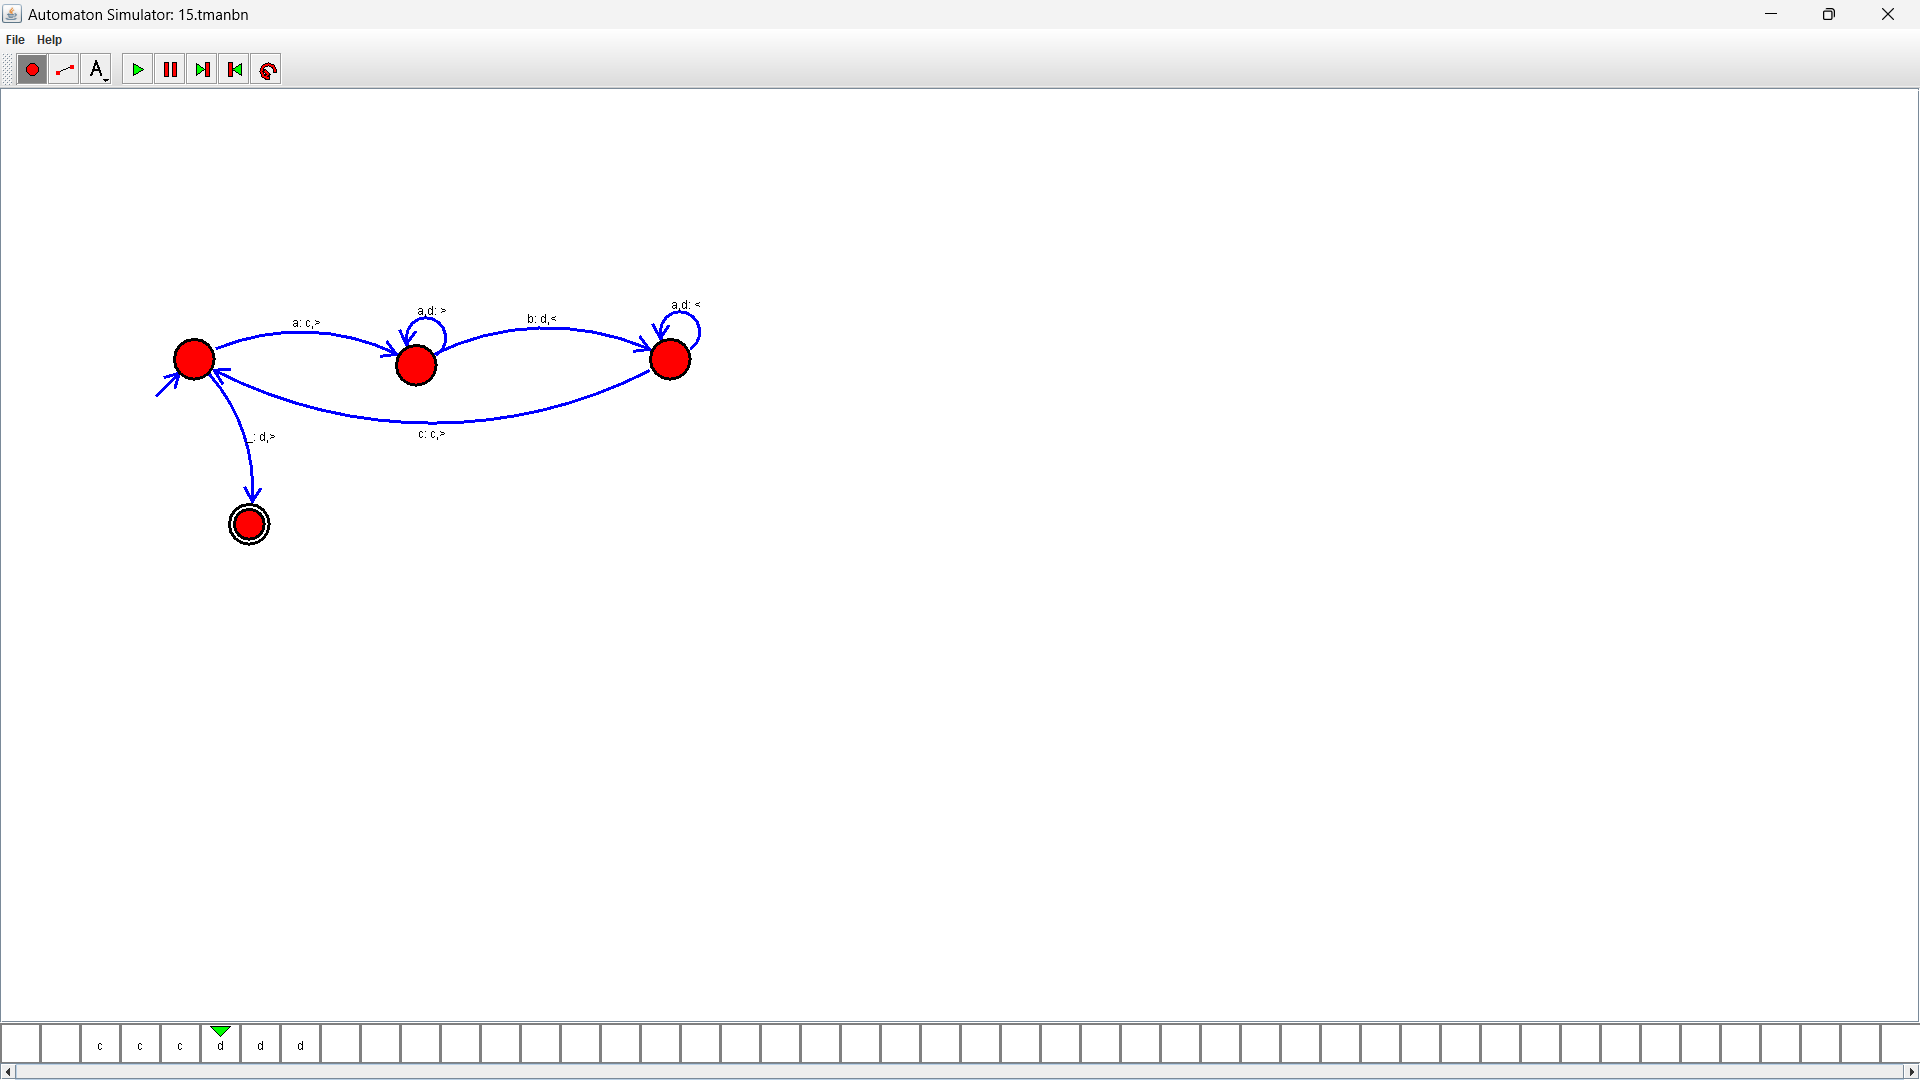 Automaton Simulator: 15.tmanbn
File Help
A
a,d: <
a,d: >
b: d,<
a: c,>
c: c,>
_: d,>
c c c d d d